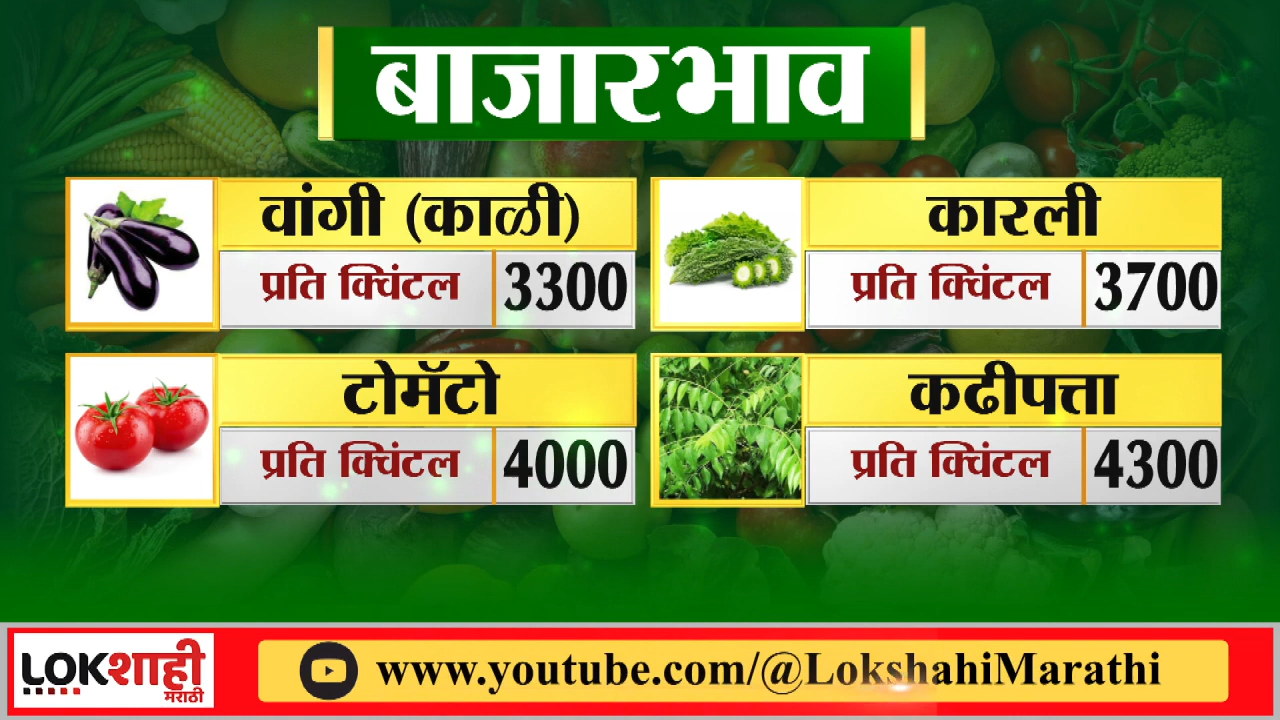 बाजारभाव
वांगी (काळी)
प्रति क्विंटल 3300
कारली
प्रति क्विंटल 3700
टोमॅटो
प्रति क्विंटल 4000
कढीपत्ता
प्रति क्विंटल 4300
LOKशाही
मराठी
www.youtube.com/@LokshahiMarathi